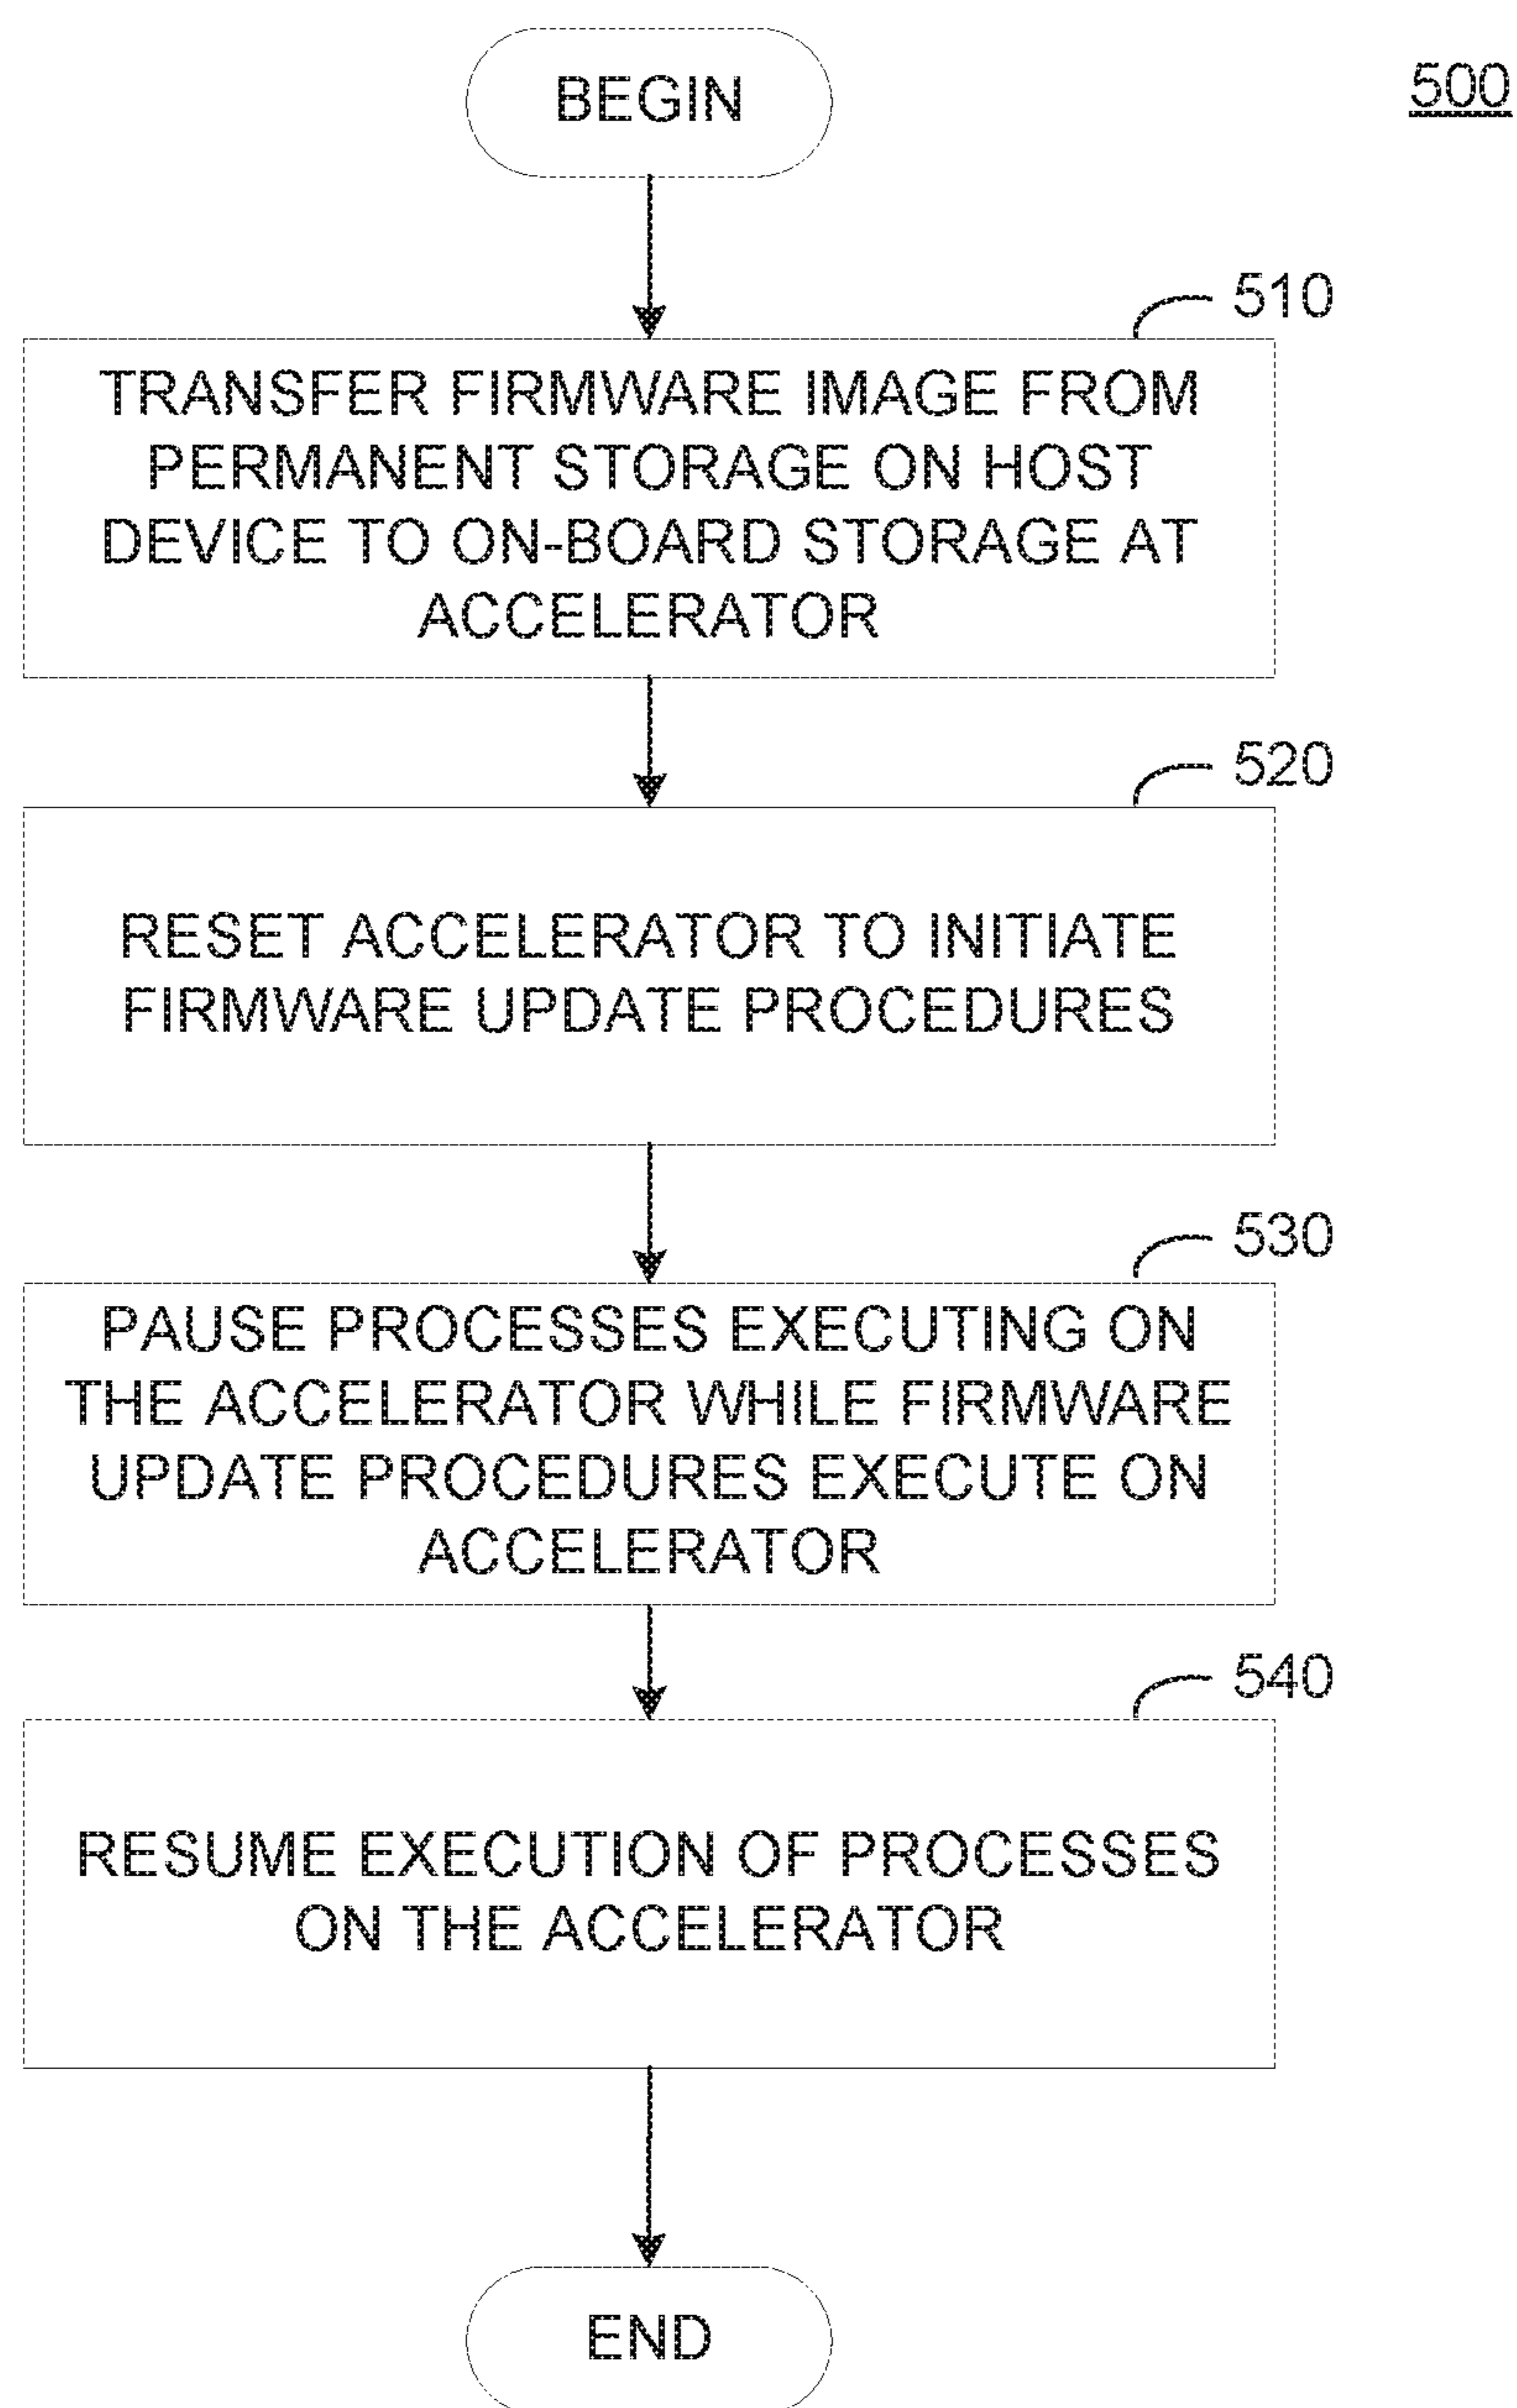 BEGIN
500
510
TRANSFER FIRMWARE IMAGE FROM
PERMANENT STORAGE ON HOST
DEVICE TO ON-BOARD STORAGE AT
ACCELERATOR
520
RESET ACCELERATOR TO INITIATE
FIRMWARE UPDATE PROCEDURES
530
PAUSE PROCESSES EXECUTING ON
THE ACCELERATOR WHILE FIRMWARE
UPDATE PROCEDURES EXECUTE ON
ACCELERATOR
540
RESUME EXECUTION OF PROCESSES
ON THE ACCELERATOR
END